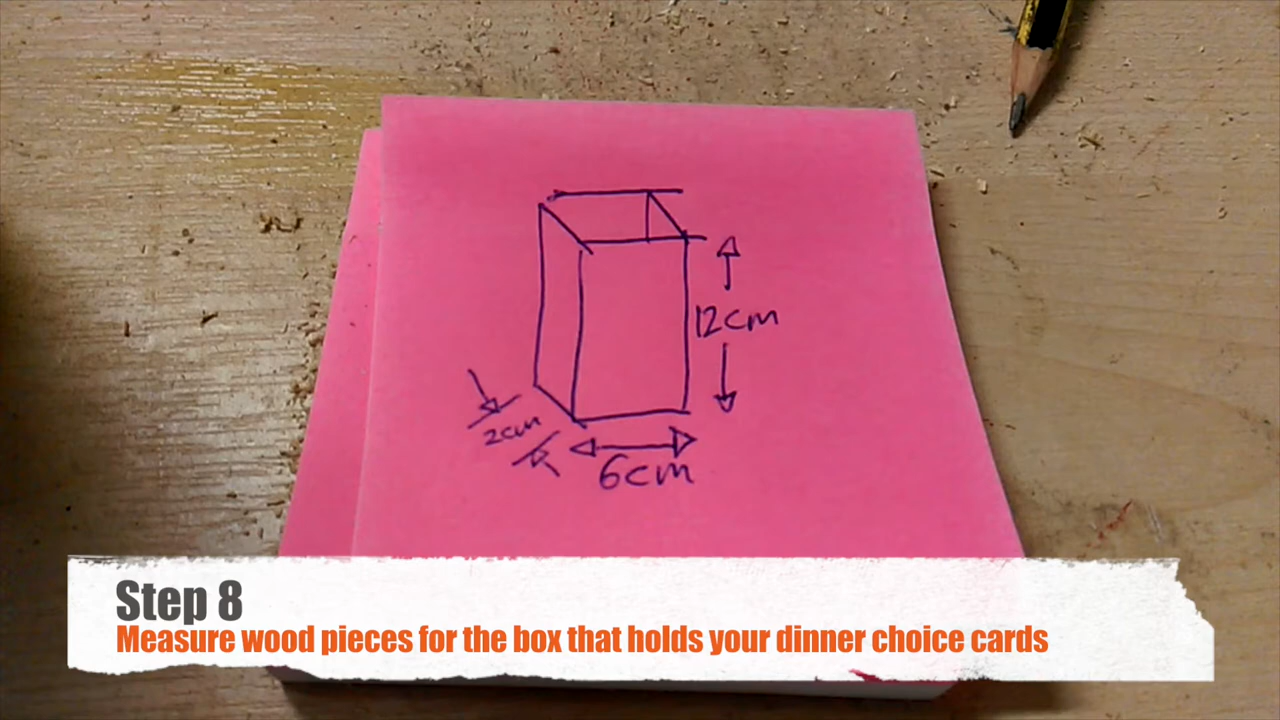 12cm
2cm
6cm
Step 8
Measure wood pieces for the box that holds your dinner choice cards